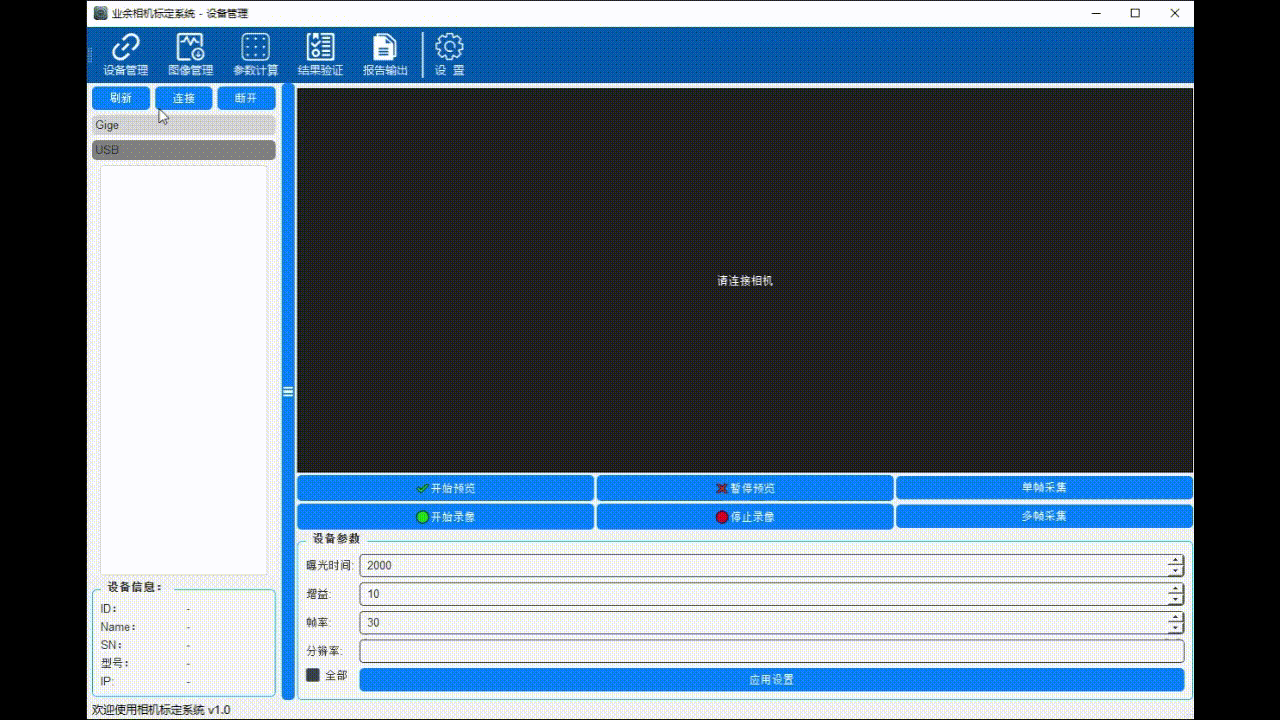 业余相机标定系统 - 设备管理
设备管理 图像管理 参数计算 结果验证 报告输出 设 置
刷新 连接 断开
Gige
USB
请连接相机
开始预览 暂停预览 单帧采集
开始录像 停止录像 多帧采集
设备参数
曝光时间: 2000
增益: 10
帧率: 30
分辨率:
全部 应用设置
设备信息:
ID: -
Name: -
SN: -
型号: -
IP: -
欢迎使用相机标定系统 v1.0